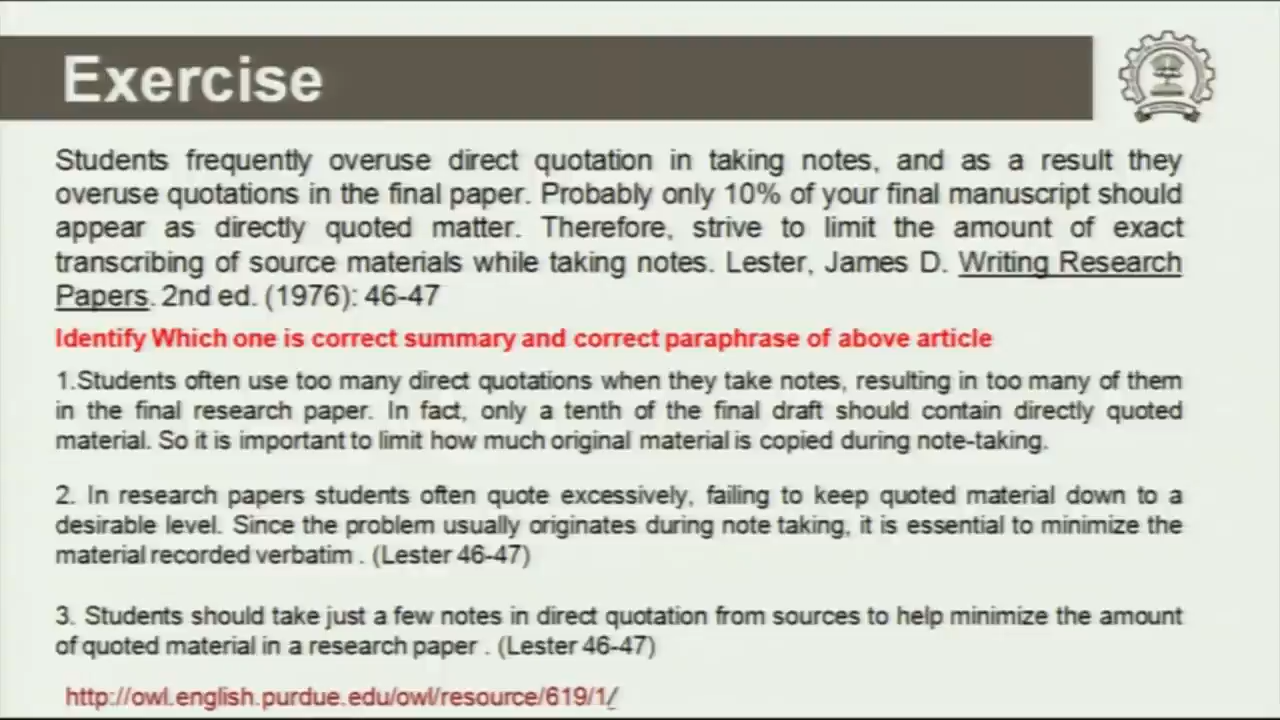 Exercise
Students frequently overuse direct quotation in taking notes, and as a result they
overuse quotations in the final paper. Probably only 10% of your final manuscript should
appear as directly quoted matter. Therefore, strive to limit the amount of exact
transcribing of source materials while taking notes. Lester, James D. Writing Research
Papers. 2nd ed. (1976): 46-47
Identify Which one is correct summary and correct paraphrase of above article
1.Students often use too many direct quotations when they take notes, resulting in too many of them
in the final research paper. In fact, only a tenth of the final draft should contain directly quoted
material. So it is important to limit how much original material is copied during note-taking.
2. In research papers students often quote excessively, failing to keep quoted material down to a
desirable level. Since the problem usually originates during note taking, it is essential to minimize the
material recorded verbatim . (Lester 46-47)
3. Students should take just a few notes in direct quotation from sources to help minimize the amount
of quoted material in a research paper . (Lester 46-47)
http://owl.english.purdue.edu/owl/resource/619/1/